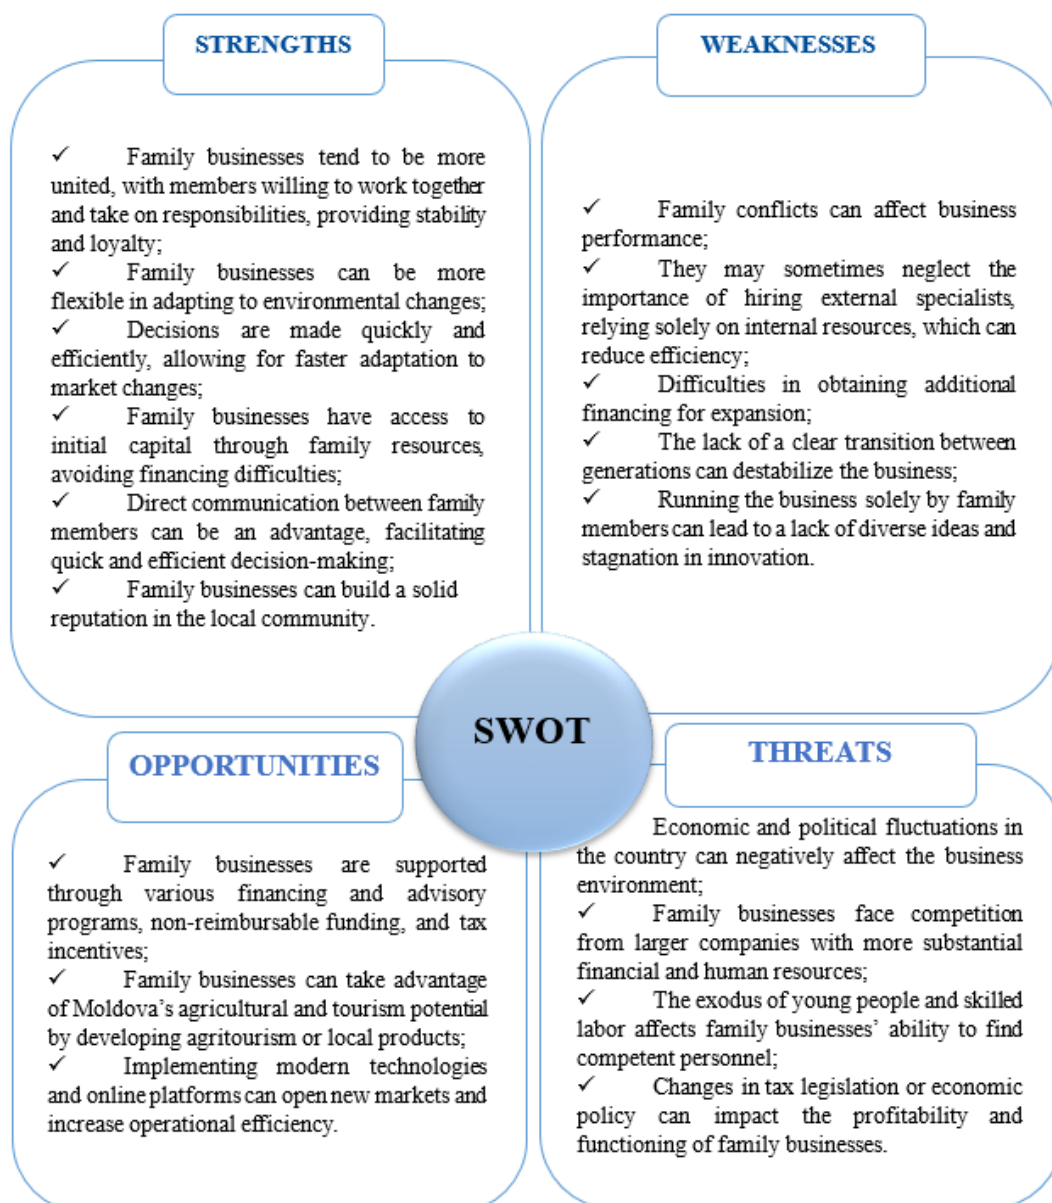 STRENGTHS
✓ Family businesses tend to be more
united, with members willing to work together
and take on responsibilities, providing stability
and loyalty;
✓ Family businesses can be more
flexible in adapting to environmental changes;
✓ Decisions are made quickly and
efficiently, allowing for faster adaptation to
market changes;
✓ Family businesses have access to
initial capital through family resources,
avoiding financing difficulties;
✓ Direct communication between family
members can be an advantage, facilitating
quick and efficient decision-making;
✓ Family businesses can build a solid
reputation in the local community.
WEAKNESSES
✓ Family conflicts can affect business
performance;
✓ They may sometimes neglect the
importance of hiring external specialists,
relying solely on internal resources, which can
reduce efficiency;
✓ Difficulties in obtaining additional
financing for expansion;
✓ The lack of a clear transition between
generations can destabilize the business;
✓ Running the business solely by family
members can lead to a lack of diverse ideas and
stagnation in innovation.
SWOT
OPPORTUNITIES
✓ Family businesses are supported
through various financing and advisory
programs, non-reimbursable funding, and tax
incentives;
✓ Family businesses can take advantage
of Moldova’s agricultural and tourism potential
by developing agritourism or local products;
✓ Implementing modern technologies
and online platforms can open new markets and
increase operational efficiency.
THREATS
Economic and political fluctuations in
the country can negatively affect the business
environment;
✓ Family businesses face competition
from larger companies with more substantial
financial and human resources;
✓ The exodus of young people and skilled
labor affects family businesses’ ability to find
competent personnel;
✓ Changes in tax legislation or economic
policy can impact the profitability and
functioning of family businesses.